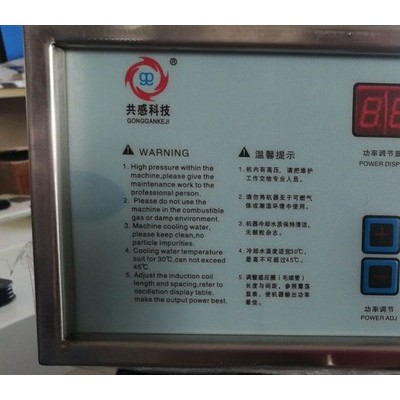 ®
共感科技
GONGGANKEJI
WARNING
1. High pressure within the
machine,please give the
maintenance work to the
professional person.
2. Please do not use the
machine in the combustible
gas or damp environment.
3. Machine cooling water,
please keep clean,no
particle impurities.
4. Cooling water temperature
suit for 30℃,can not exceed
45℃.
5. Adjust the induction coil
length and spacing,refer to
oscitiation display table,
make the output power best.
温馨提示
1. 机内有高压，请把维护
工作交给专业人员。
2. 请勿将机器至于可燃气
体或潮湿环境中使用。
3. 机器冷却水质保持清洁，
无颗粒杂志。
4. 冷却水温度适宜30℃，
最高不可超过45℃。
5. 调整感应圈（毛细管）
长度与间距，参照震荡
显表，使机器输出功率
最佳。
功率调节显
POWER DISP
+
−
功率调节
POWER ADJ